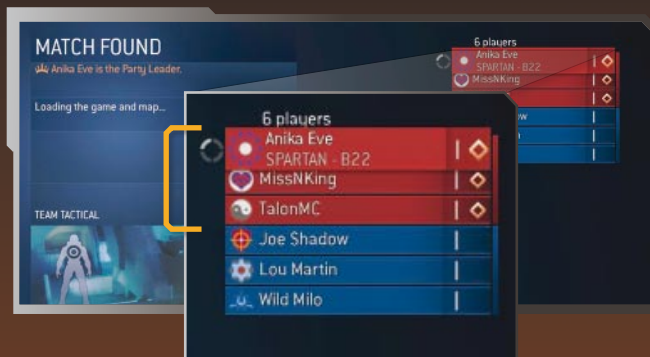 MATCH FOUND
Anika Eve is the Party Leader.
Loading the game and map...
TEAM TACTICAL
6 players
Anika Eve
SPARTAN - B22
MissNKing
ow
6 players
Anika Eve
SPARTAN - B22
MissNKing
TalonMC
Joe Shadow
Lou Martin
Wild Milo